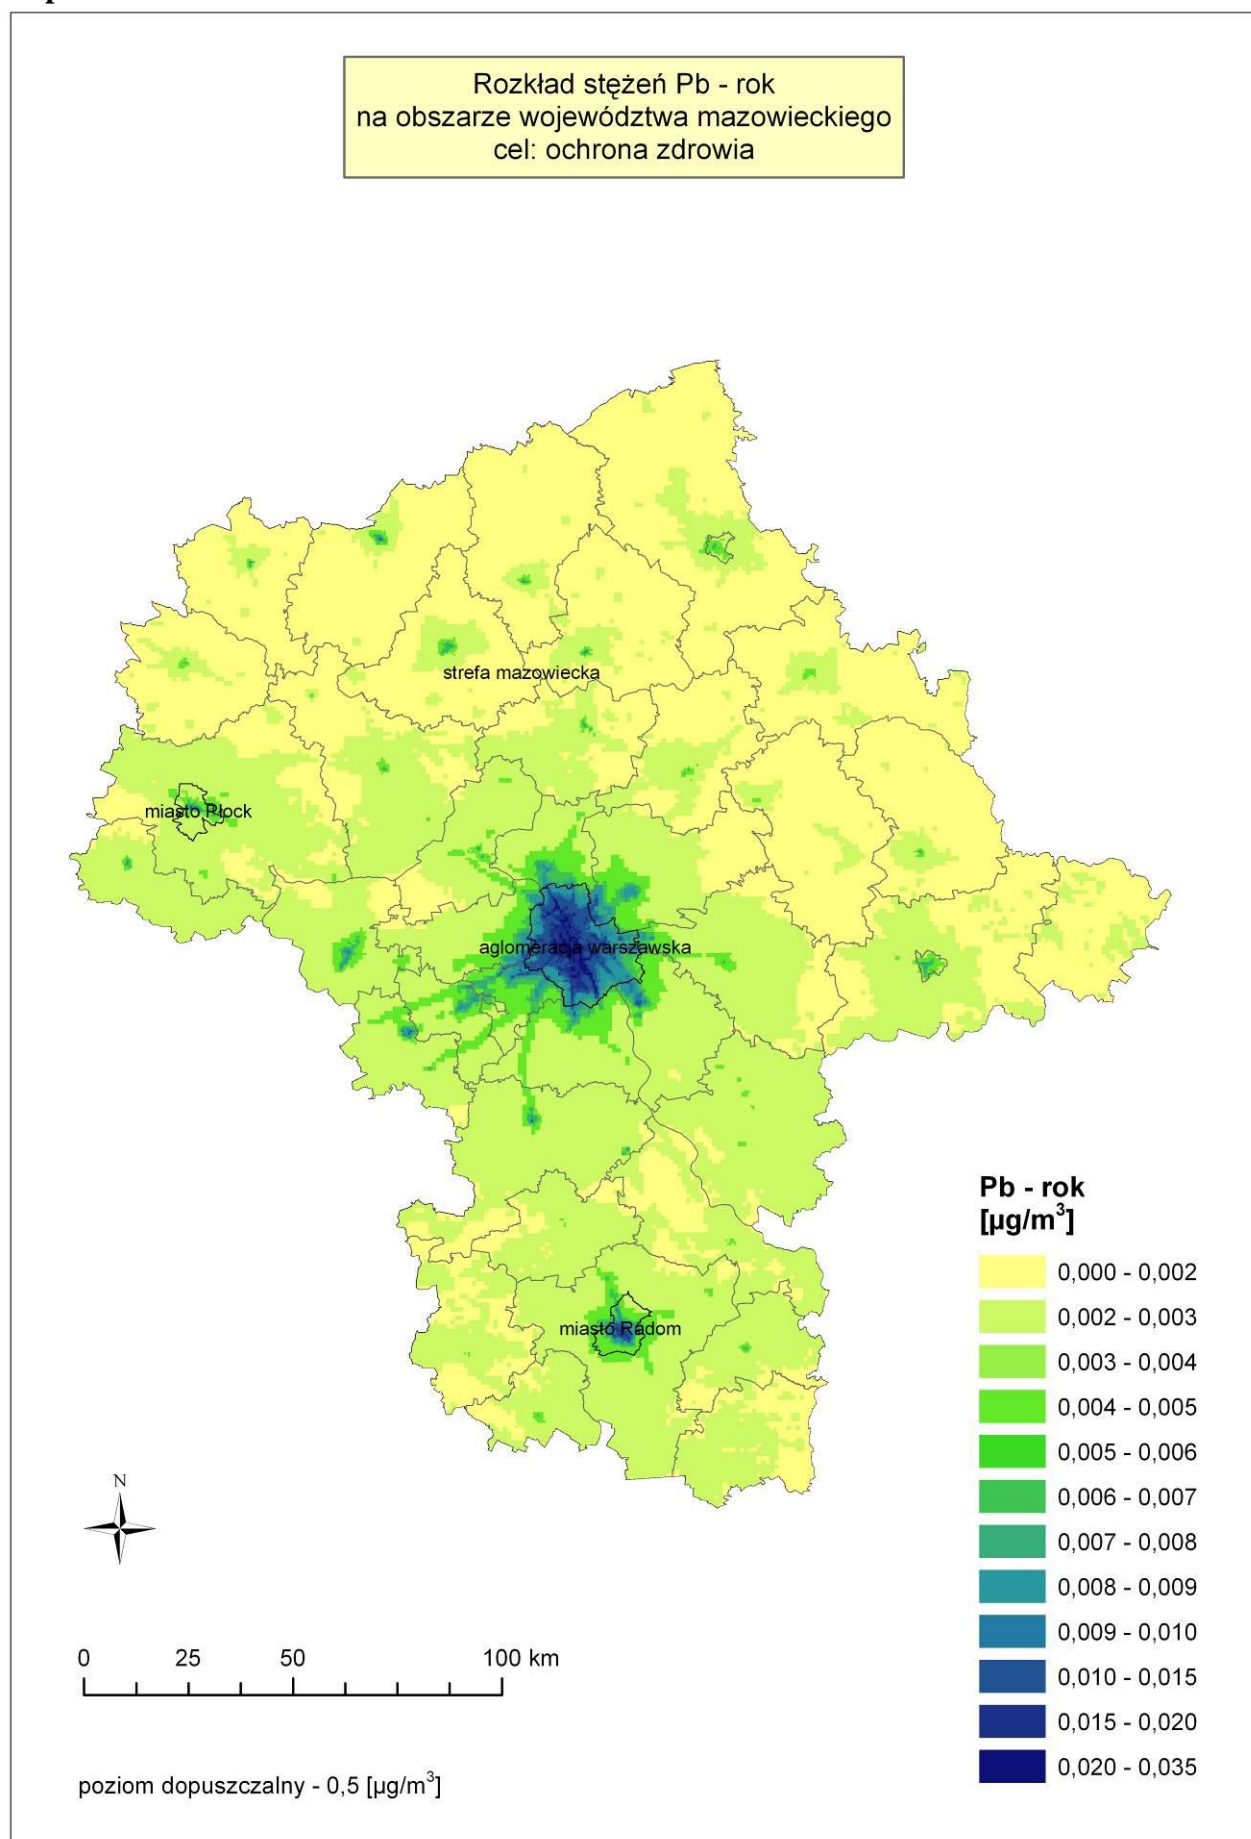 Rozkład stężeń Pb - rok
na obszarze województwa mazowieckiego
cel: ochrona zdrowia
strefa mazowiecka
miasto Płock
aglomeracja warszawska
miasto Radom
Pb - rok
[µg/m³]
0,000 - 0,002
0,002 - 0,003
0,003 - 0,004
0,004 - 0,005
0,005 - 0,006
0,006 - 0,007
0,007 - 0,008
0,008 - 0,009
0,009 - 0,010
0,010 - 0,015
0,015 - 0,020
0,020 - 0,035
N
0 25 50 100 km
poziom dopuszczalny - 0,5 [µg/m³]